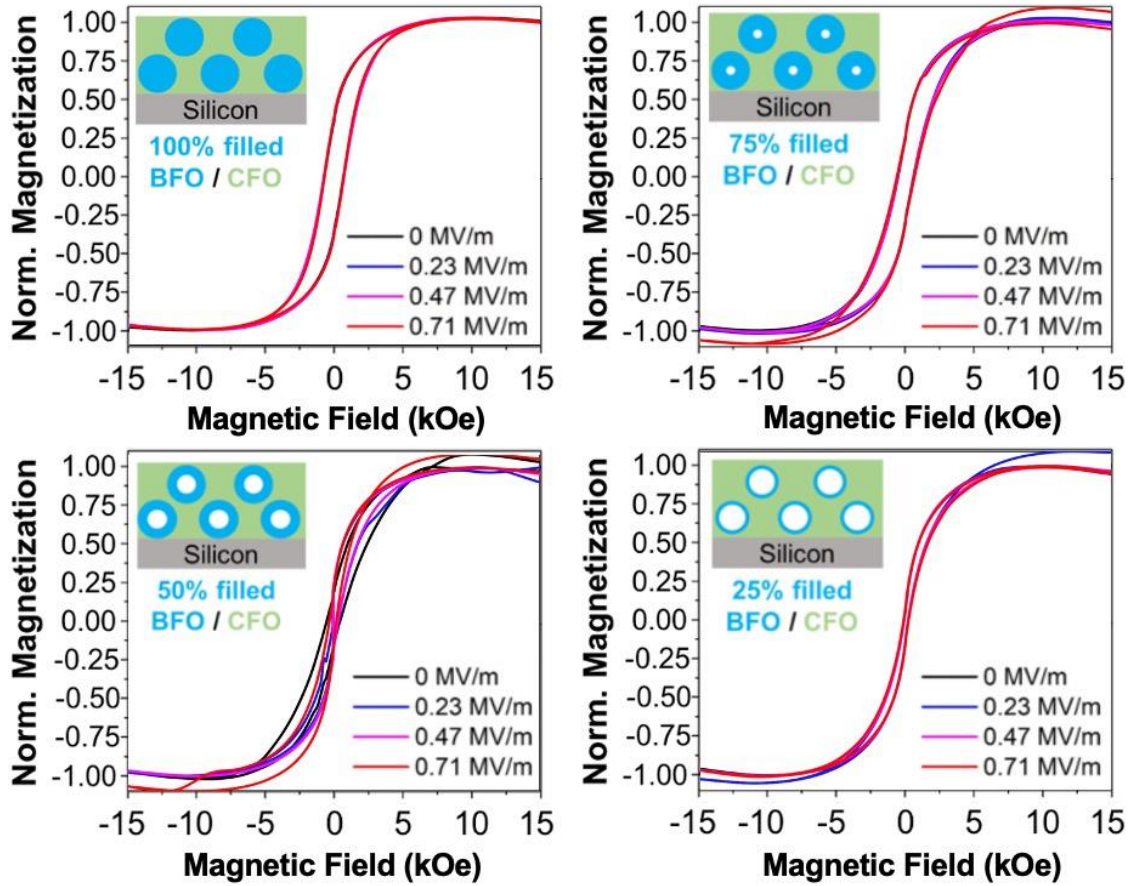 1.00
0.75
0.50
0.25
0.00
-0.25
-0.50
-0.75
-1.00
Norm. Magnetization
Silicon
100% filled
BFO / CFO
0 MV/m
0.23 MV/m
0.47 MV/m
0.71 MV/m
-15 -10 -5 0 5 10 15
Magnetic Field (kOe)
1.00
0.75
0.50
0.25
0.00
-0.25
-0.50
-0.75
-1.00
Norm. Magnetization
Silicon
75% filled
BFO / CFO
0 MV/m
0.23 MV/m
0.47 MV/m
0.71 MV/m
-15 -10 -5 0 5 10 15
Magnetic Field (kOe)
1.00
0.75
0.50
0.25
0.00
-0.25
-0.50
-0.75
-1.00
Norm. Magnetization
Silicon
50% filled
BFO / CFO
0 MV/m
0.23 MV/m
0.47 MV/m
0.71 MV/m
-15 -10 -5 0 5 10 15
Magnetic Field (kOe)
1.00
0.75
0.50
0.25
0.00
-0.25
-0.50
-0.75
-1.00
Norm. Magnetization
Silicon
25% filled
BFO / CFO
0 MV/m
0.23 MV/m
0.47 MV/m
0.71 MV/m
-15 -10 -5 0 5 10 15
Magnetic Field (kOe)